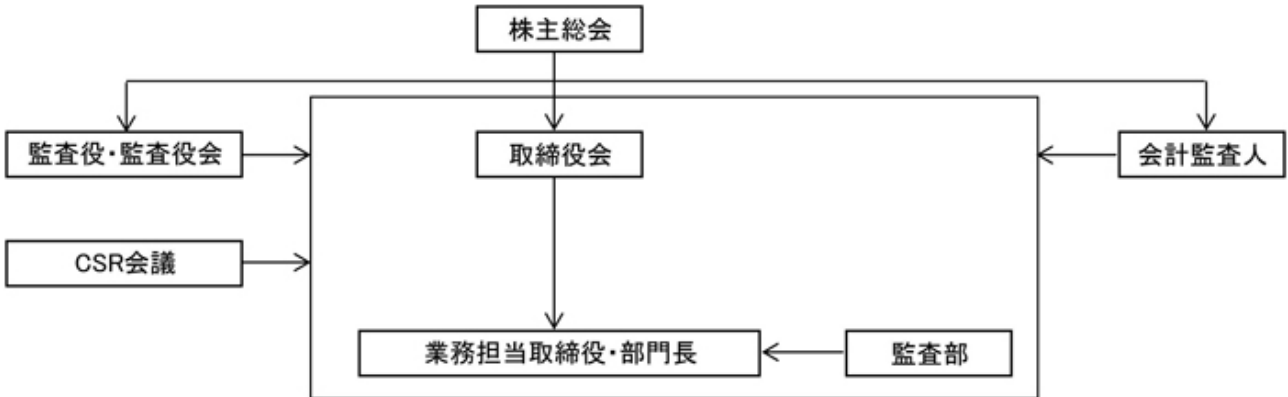 株主総会
監査役・監査役会
取締役会
会計監査人
CSR会議
業務担当取締役・部門長
監査部